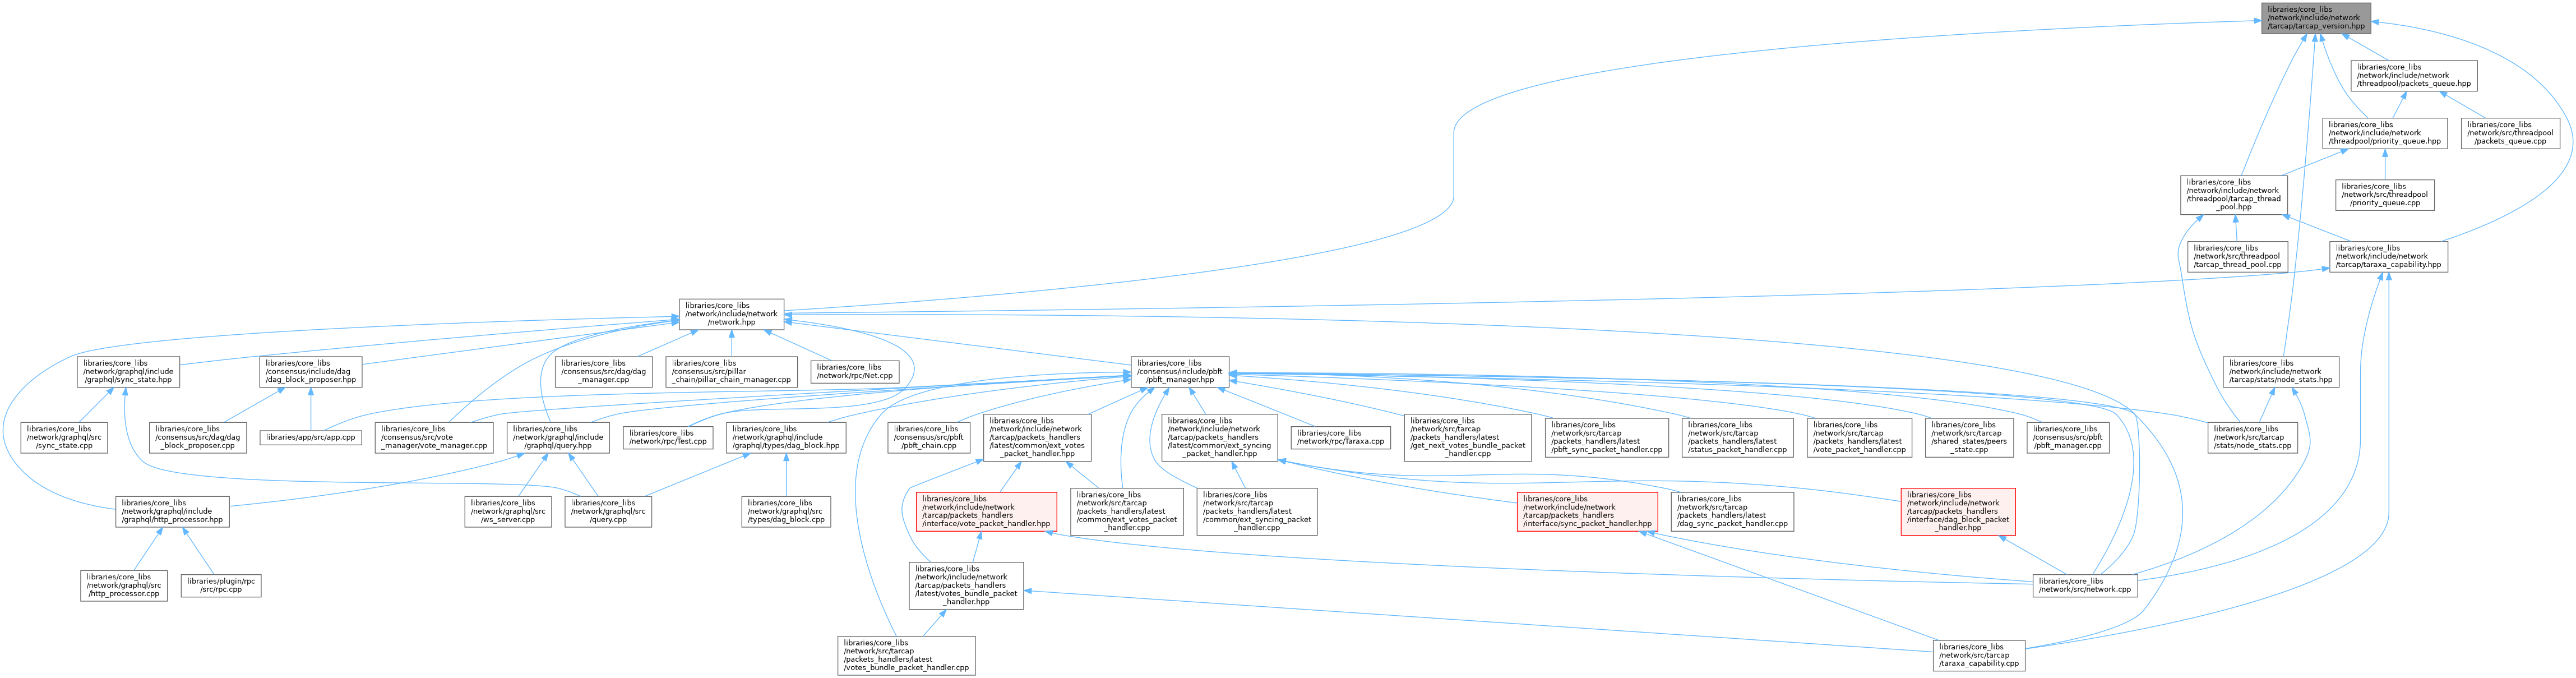 libraries/core_libs
/network/include/network
/tarcap/tarcap_version.hpp
libraries/core_libs
/network/include/network
/threadpool/packets_queue.hpp
libraries/core_libs
/network/include/network
/threadpool/priority_queue.hpp
libraries/core_libs
/network/src/threadpool
/packets_queue.cpp
libraries/core_libs
/network/include/network
/threadpool/tarcap_thread
_pool.hpp
libraries/core_libs
/network/src/threadpool
/priority_queue.cpp
libraries/core_libs
/network/src/threadpool
/tarcap_thread_pool.cpp
libraries/core_libs
/network/include/network
/tarcap/taraxa_capability.hpp
libraries/core_libs
/network/include/network
/network.hpp
libraries/core_libs
/network/graphql/include
/graphql/sync_state.hpp
libraries/core_libs
/consensus/include/dag
/dag_block_proposer.hpp
libraries/core_libs
/consensus/src/dag/dag
_manager.cpp
libraries/core_libs
/consensus/src/pillar
_chain/pillar_chain_manager.cpp
libraries/core_libs
/network/rpc/Net.cpp
libraries/core_libs
/consensus/include/pbft
/pbft_manager.hpp
libraries/core_libs
/network/include/network
/tarcap/stats/node_stats.hpp
libraries/core_libs
/network/graphql/src
/sync_state.cpp
libraries/core_libs
/consensus/src/dag/dag
_block_proposer.cpp
libraries/app/src/app.cpp
libraries/core_libs
/consensus/src/vote
_manager/vote_manager.cpp
libraries/core_libs
/network/graphql/include
/graphql/query.hpp
libraries/core_libs
/network/rpc/Test.cpp
libraries/core_libs
/network/graphql/include
/graphql/types/dag_block.hpp
libraries/core_libs
/consensus/src/pbft
/pbft_chain.cpp
libraries/core_libs
/network/include/network
/tarcap/packets_handlers
/latest/common/ext_votes
_packet_handler.hpp
libraries/core_libs
/network/include/network
/tarcap/packets_handlers
/latest/common/ext_syncing
_packet_handler.hpp
libraries/core_libs
/network/rpc/Taraxa.cpp
libraries/core_libs
/network/src/tarcap
/packets_handlers/latest
/get_next_votes_bundle_packet
_handler.cpp
libraries/core_libs
/network/src/tarcap
/packets_handlers/latest
/pbft_sync_packet_handler.cpp
libraries/core_libs
/network/src/tarcap
/packets_handlers/latest
/status_packet_handler.cpp
libraries/core_libs
/network/src/tarcap
/packets_handlers/latest
/vote_packet_handler.cpp
libraries/core_libs
/network/src/tarcap
/shared_states/peers
_state.cpp
libraries/core_libs
/consensus/src/pbft
/pbft_manager.cpp
libraries/core_libs
/network/src/tarcap
/stats/node_stats.cpp
libraries/core_libs
/network/graphql/include
/graphql/http_processor.hpp
libraries/core_libs
/network/graphql/src
/ws_server.cpp
libraries/core_libs
/network/graphql/src
/query.cpp
libraries/core_libs
/network/graphql/src
/types/dag_block.cpp
libraries/core_libs
/network/include/network
/tarcap/packets_handlers
/interface/vote_packet_handler.hpp
libraries/core_libs
/network/src/tarcap
/packets_handlers/latest
/common/ext_votes_packet
_handler.cpp
libraries/core_libs
/network/src/tarcap
/packets_handlers/latest
/common/ext_syncing_packet
_handler.cpp
libraries/core_libs
/network/include/network
/tarcap/packets_handlers
/interface/sync_packet_handler.hpp
libraries/core_libs
/network/src/tarcap
/packets_handlers/latest
/dag_sync_packet_handler.cpp
libraries/core_libs
/network/include/network
/tarcap/packets_handlers
/interface/dag_block_packet
_handler.hpp
libraries/core_libs
/network/graphql/src
/http_processor.cpp
libraries/plugin/rpc
/src/rpc.cpp
libraries/core_libs
/network/include/network
/tarcap/packets_handlers
/latest/votes_bundle_packet
_handler.hpp
libraries/core_libs
/network/src/network.cpp
libraries/core_libs
/network/src/tarcap
/packets_handlers/latest
/votes_bundle_packet_handler.cpp
libraries/core_libs
/network/src/tarcap
/taraxa_capability.cpp